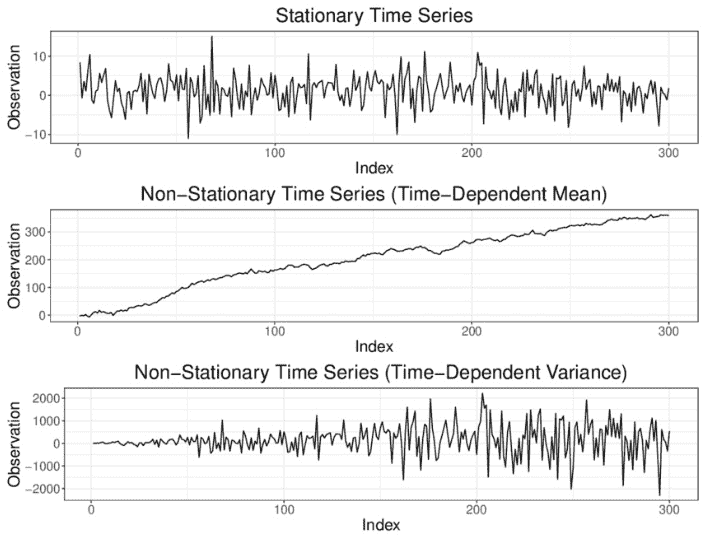 Stationary Time Series
Observation
10
0
−10
0 100 200 300
Index
Non−Stationary Time Series (Time−Dependent Mean)
Observation
300
200
100
0
0 100 200 300
Index
Non−Stationary Time Series (Time−Dependent Variance)
Observation
2000
1000
0
−1000
−2000
0 100 200 300
Index